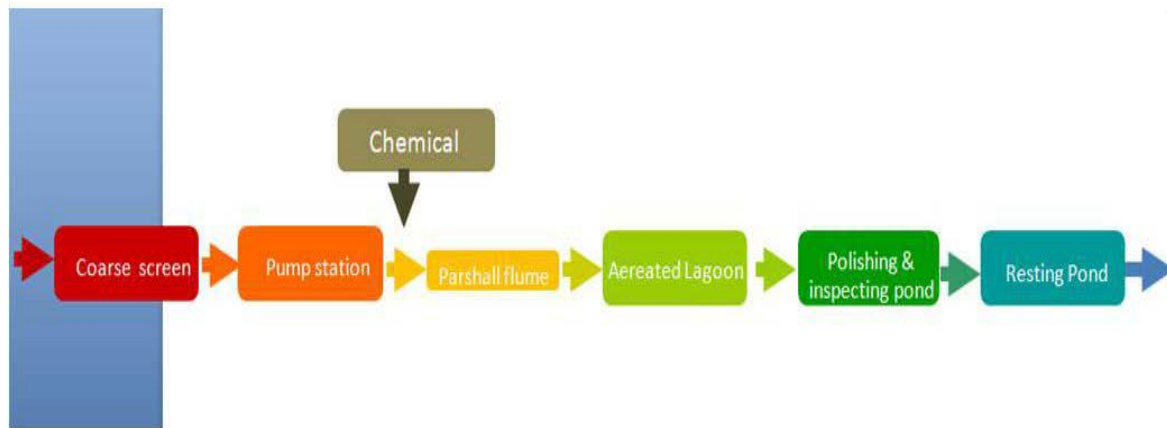 Chemical
Coarse screen
Pump station
Parshall flume
Aereated Lagoon
Polishing &
inspecting pond
Resting Pond